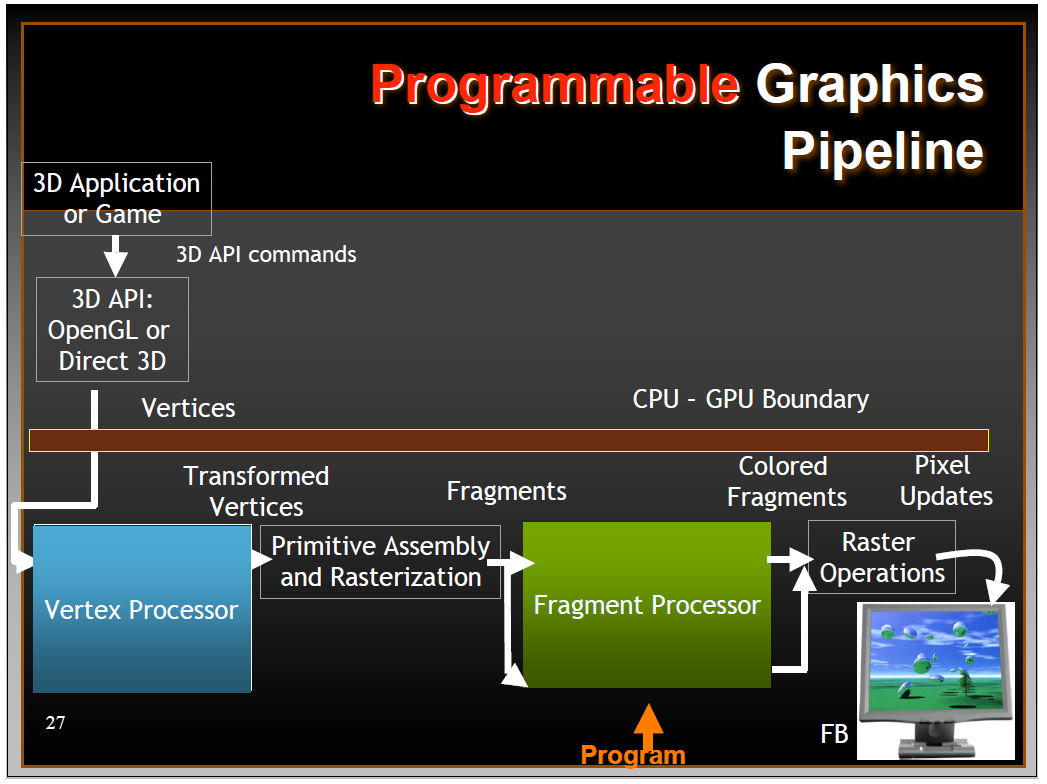 Programmable Graphics
Pipeline
3D Application
or Game
3D API commands
3D API:
OpenGL or
Direct 3D
Vertices
CPU – GPU Boundary
Transformed
Vertices
Fragments
Colored
Fragments
Pixel
Updates
Vertex Processor
Primitive Assembly
and Rasterization
Fragment Processor
Raster
Operations
27
Program
FB